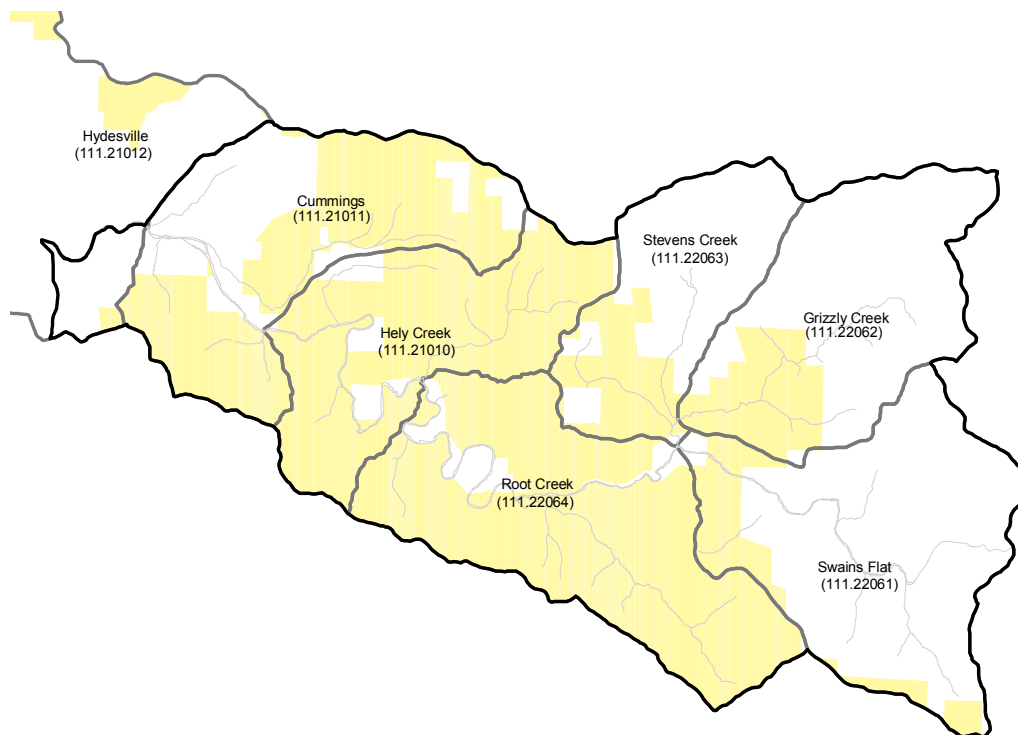 Hydesville
(111.21012)
Cummings
(111.21011)
Stevens Creek
(111.22063)
Grizzly Creek
(111.22062)
Hely Creek
(111.21010)
Root Creek
(111.22064)
Swains Flat
(111.22061)